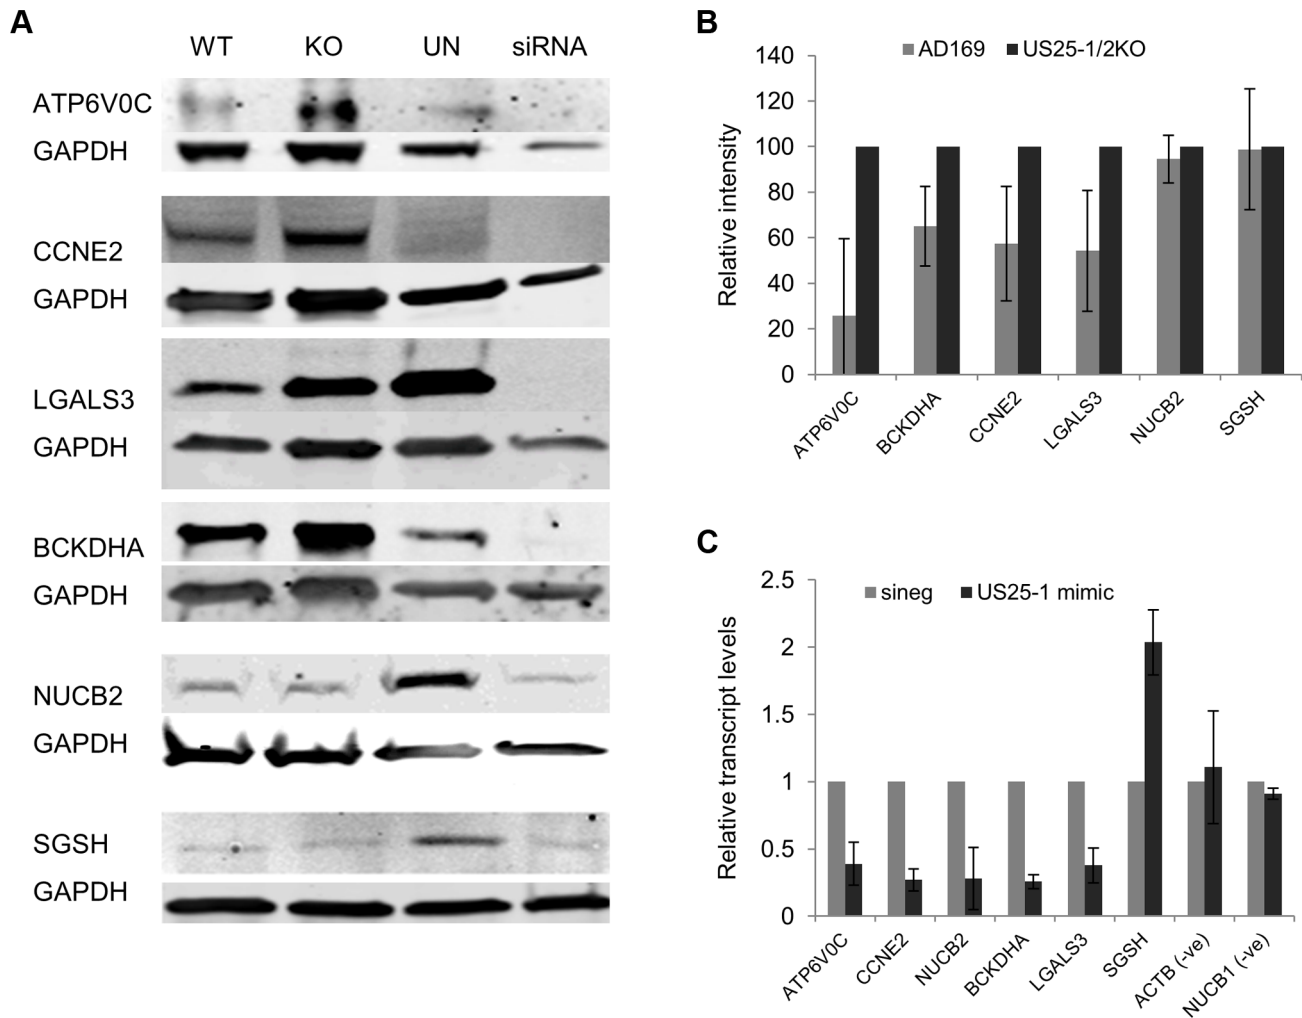 A
WT KO UN siRNA
ATP6V0C
GAPDH
CCNE2
GAPDH
LGALS3
GAPDH
BCKDHA
GAPDH
NUCB2
GAPDH
SGSH
GAPDH
B
AD169 US25-1/2KO
Relative intensity
140
120
100
80
60
40
20
0
ATP6V0C BCKDHA CCNE2 LGALS3 NUCB2 SGSH
C
sineg US25-1 mimic
Relative transcript levels
2.5
2
1.5
1
0.5
0
ATP6V0C CCNE2 NUCB2 BCKDHA LGALS3 SGSH ACTB (-ve) NUCB1 (-ve)